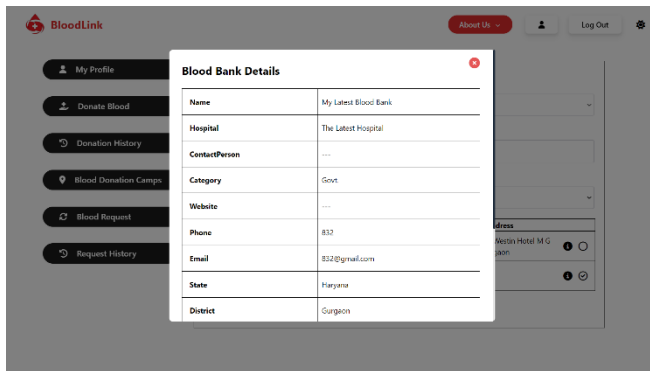 BloodLink
About Us
Log Out
My Profile
Donate Blood
Donation History
Blood Donation Camps
Blood Request
Request History
Blood Bank Details
Name My Latest Blood Bank
Hospital The Latest Hospital
ContactPerson ---
Category Govt
Website ---
Phone 832
Email 832@gmail.com
State Haryana
District Gurgaon
Westin Hotel M G